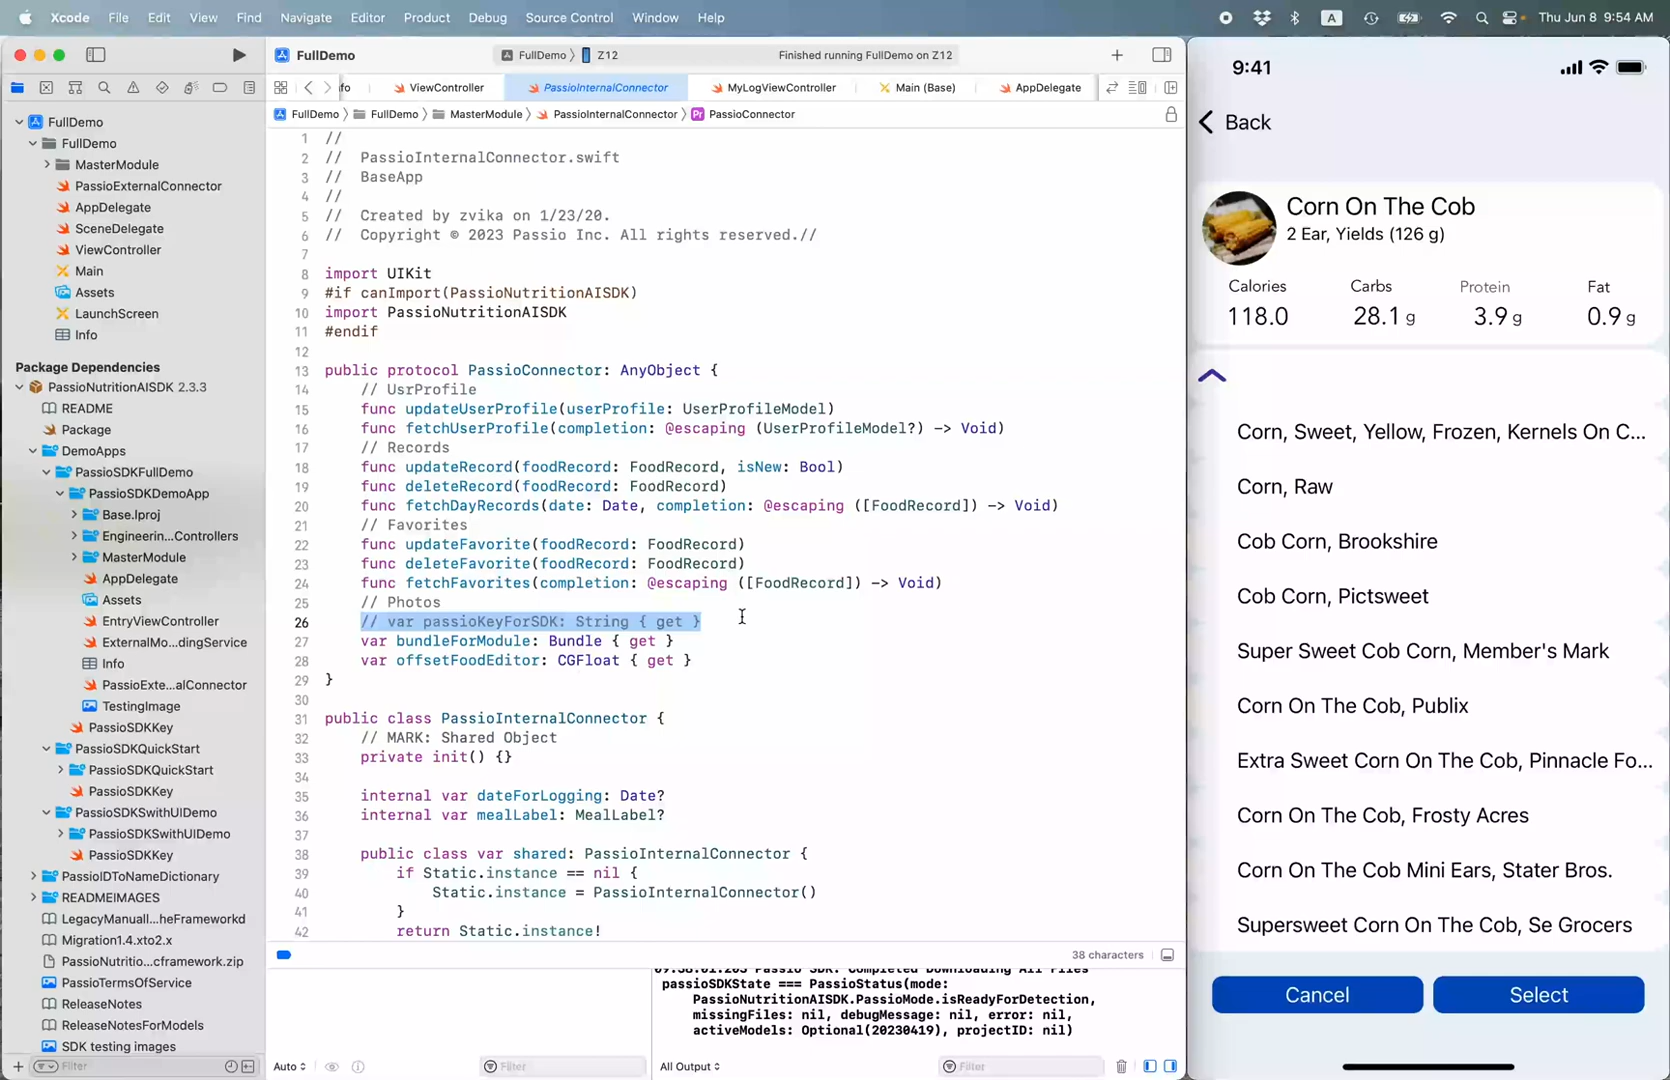 Xcode File Edit View Find Navigate Editor Product Debug Source Control Window Help
A Thu Jun 8 9:54 AM
FullDemo
FullDemo 〉 Z12
Finished running FullDemo on Z12
fo ViewController PassioInternalConnector MyLogViewController Main (Base) AppDelegate
FullDemo 〉 FullDemo 〉 MasterModule 〉 PassioInternalConnector 〉 Pr PassioConnector
FullDemo
FullDemo
MasterModule
PassioExternalConnector
AppDelegate
SceneDelegate
ViewController
Main
Assets
LaunchScreen
Info
Package Dependencies
PassioNutritionAISDK 2.3.3
README
Package
DemoApps
PassioSDKFullDemo
PassioSDKDemoApp
Base.lproj
Engineerin...Controllers
MasterModule
AppDelegate
Assets
EntryViewController
ExternalMo...dingService
Info
PassioExte...alConnector
TestingImage
PassioSDKKey
PassioSDKQuickStart
PassioSDKQuickStart
PassioSDKKey
PassioSDKSwithUIDemo
PassioSDKSwithUIDemo
PassioSDKKey
PassioIDToNameDictionary
READMEIMAGES
LegacyManuall...heFrameworkd
Migration1.4.xto2.x
PassioNutritio...cframework.zip
PassioTermsOfService
ReleaseNotes
ReleaseNotesForModels
SDK testing images
Filter
1 //
2 // PassioInternalConnector.swift
3 // BaseApp
4 //
5 // Created by zvika on 1/23/20.
6 // Copyright © 2023 Passio Inc. All rights reserved.//
7
8 import UIKit
9 #if canImport(PassioNutritionAISDK)
10 import PassioNutritionAISDK
11 #endif
12
13 public protocol PassioConnector: AnyObject {
14 // UsrProfile
15 func updateUserProfile(userProfile: UserProfileModel)
16 func fetchUserProfile(completion: @escaping (UserProfileModel?) -> Void)
17 // Records
18 func updateRecord(foodRecord: FoodRecord, isNew: Bool)
19 func deleteRecord(foodRecord: FoodRecord)
20 func fetchDayRecords(date: Date, completion: @escaping ([FoodRecord]) -> Void)
21 // Favorites
22 func updateFavorite(foodRecord: FoodRecord)
23 func deleteFavorite(foodRecord: FoodRecord)
24 func fetchFavorites(completion: @escaping ([FoodRecord]) -> Void)
25 // Photos
26 // var passioKeyForSDK: String { get }
27 var bundleForModule: Bundle { get }
28 var offsetFoodEditor: CGFloat { get }
29 }
30
31 public class PassioInternalConnector {
32 // MARK: Shared Object
33 private init() {}
34
35 internal var dateForLogging: Date?
36 internal var mealLabel: MealLabel?
37
38 public class var shared: PassioInternalConnector {
39 if Static.instance == nil {
40 Static.instance = PassioInternalConnector()
41 }
42 return Static.instance!
38 characters
09:38:01.203 Passio SDK: Completed Downloading All Files
passioSDKState === PassioStatus(mode:
PassioNutritionAISDK.PassioMode.isReadyForDetection,
missingFiles: nil, debugMessage: nil, error: nil,
activeModels: Optional(20230419), projectID: nil)
Auto Filter All Output Filter
9:41
Back
Corn On The Cob
2 Ear, Yields (126 g)
Calories Carbs Protein Fat
118.0 28.1 g 3.9 g 0.9 g
Corn, Sweet, Yellow, Frozen, Kernels On C...
Corn, Raw
Cob Corn, Brookshire
Cob Corn, Pictsweet
Super Sweet Cob Corn, Member's Mark
Corn On The Cob, Publix
Extra Sweet Corn On The Cob, Pinnacle Fo...
Corn On The Cob, Frosty Acres
Corn On The Cob Mini Ears, Stater Bros.
Supersweet Corn On The Cob, Se Grocers
Cancel Select